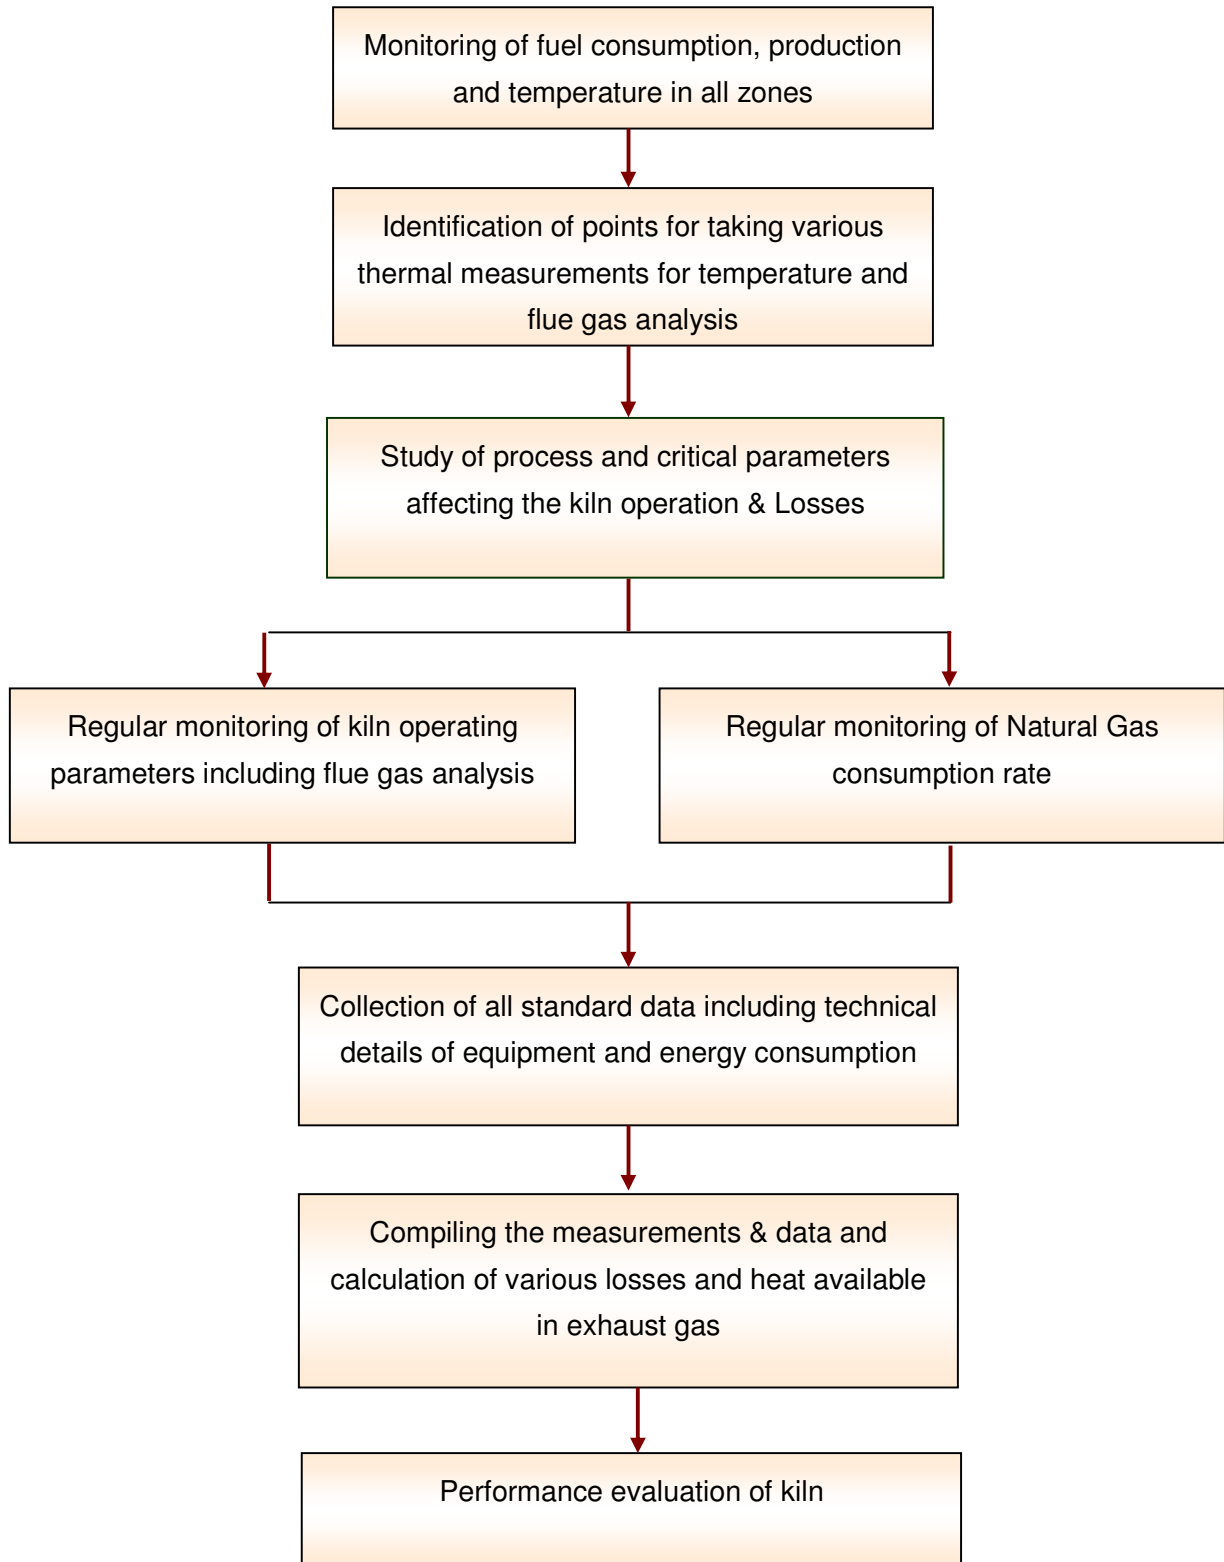 Monitoring of fuel consumption, production
and temperature in all zones
Identification of points for taking various
thermal measurements for temperature and
flue gas analysis
Study of process and critical parameters
affecting the kiln operation & Losses
Regular monitoring of kiln operating
parameters including flue gas analysis
Regular monitoring of Natural Gas
consumption rate
Collection of all standard data including technical
details of equipment and energy consumption
Compiling the measurements & data and
calculation of various losses and heat available
in exhaust gas
Performance evaluation of kiln